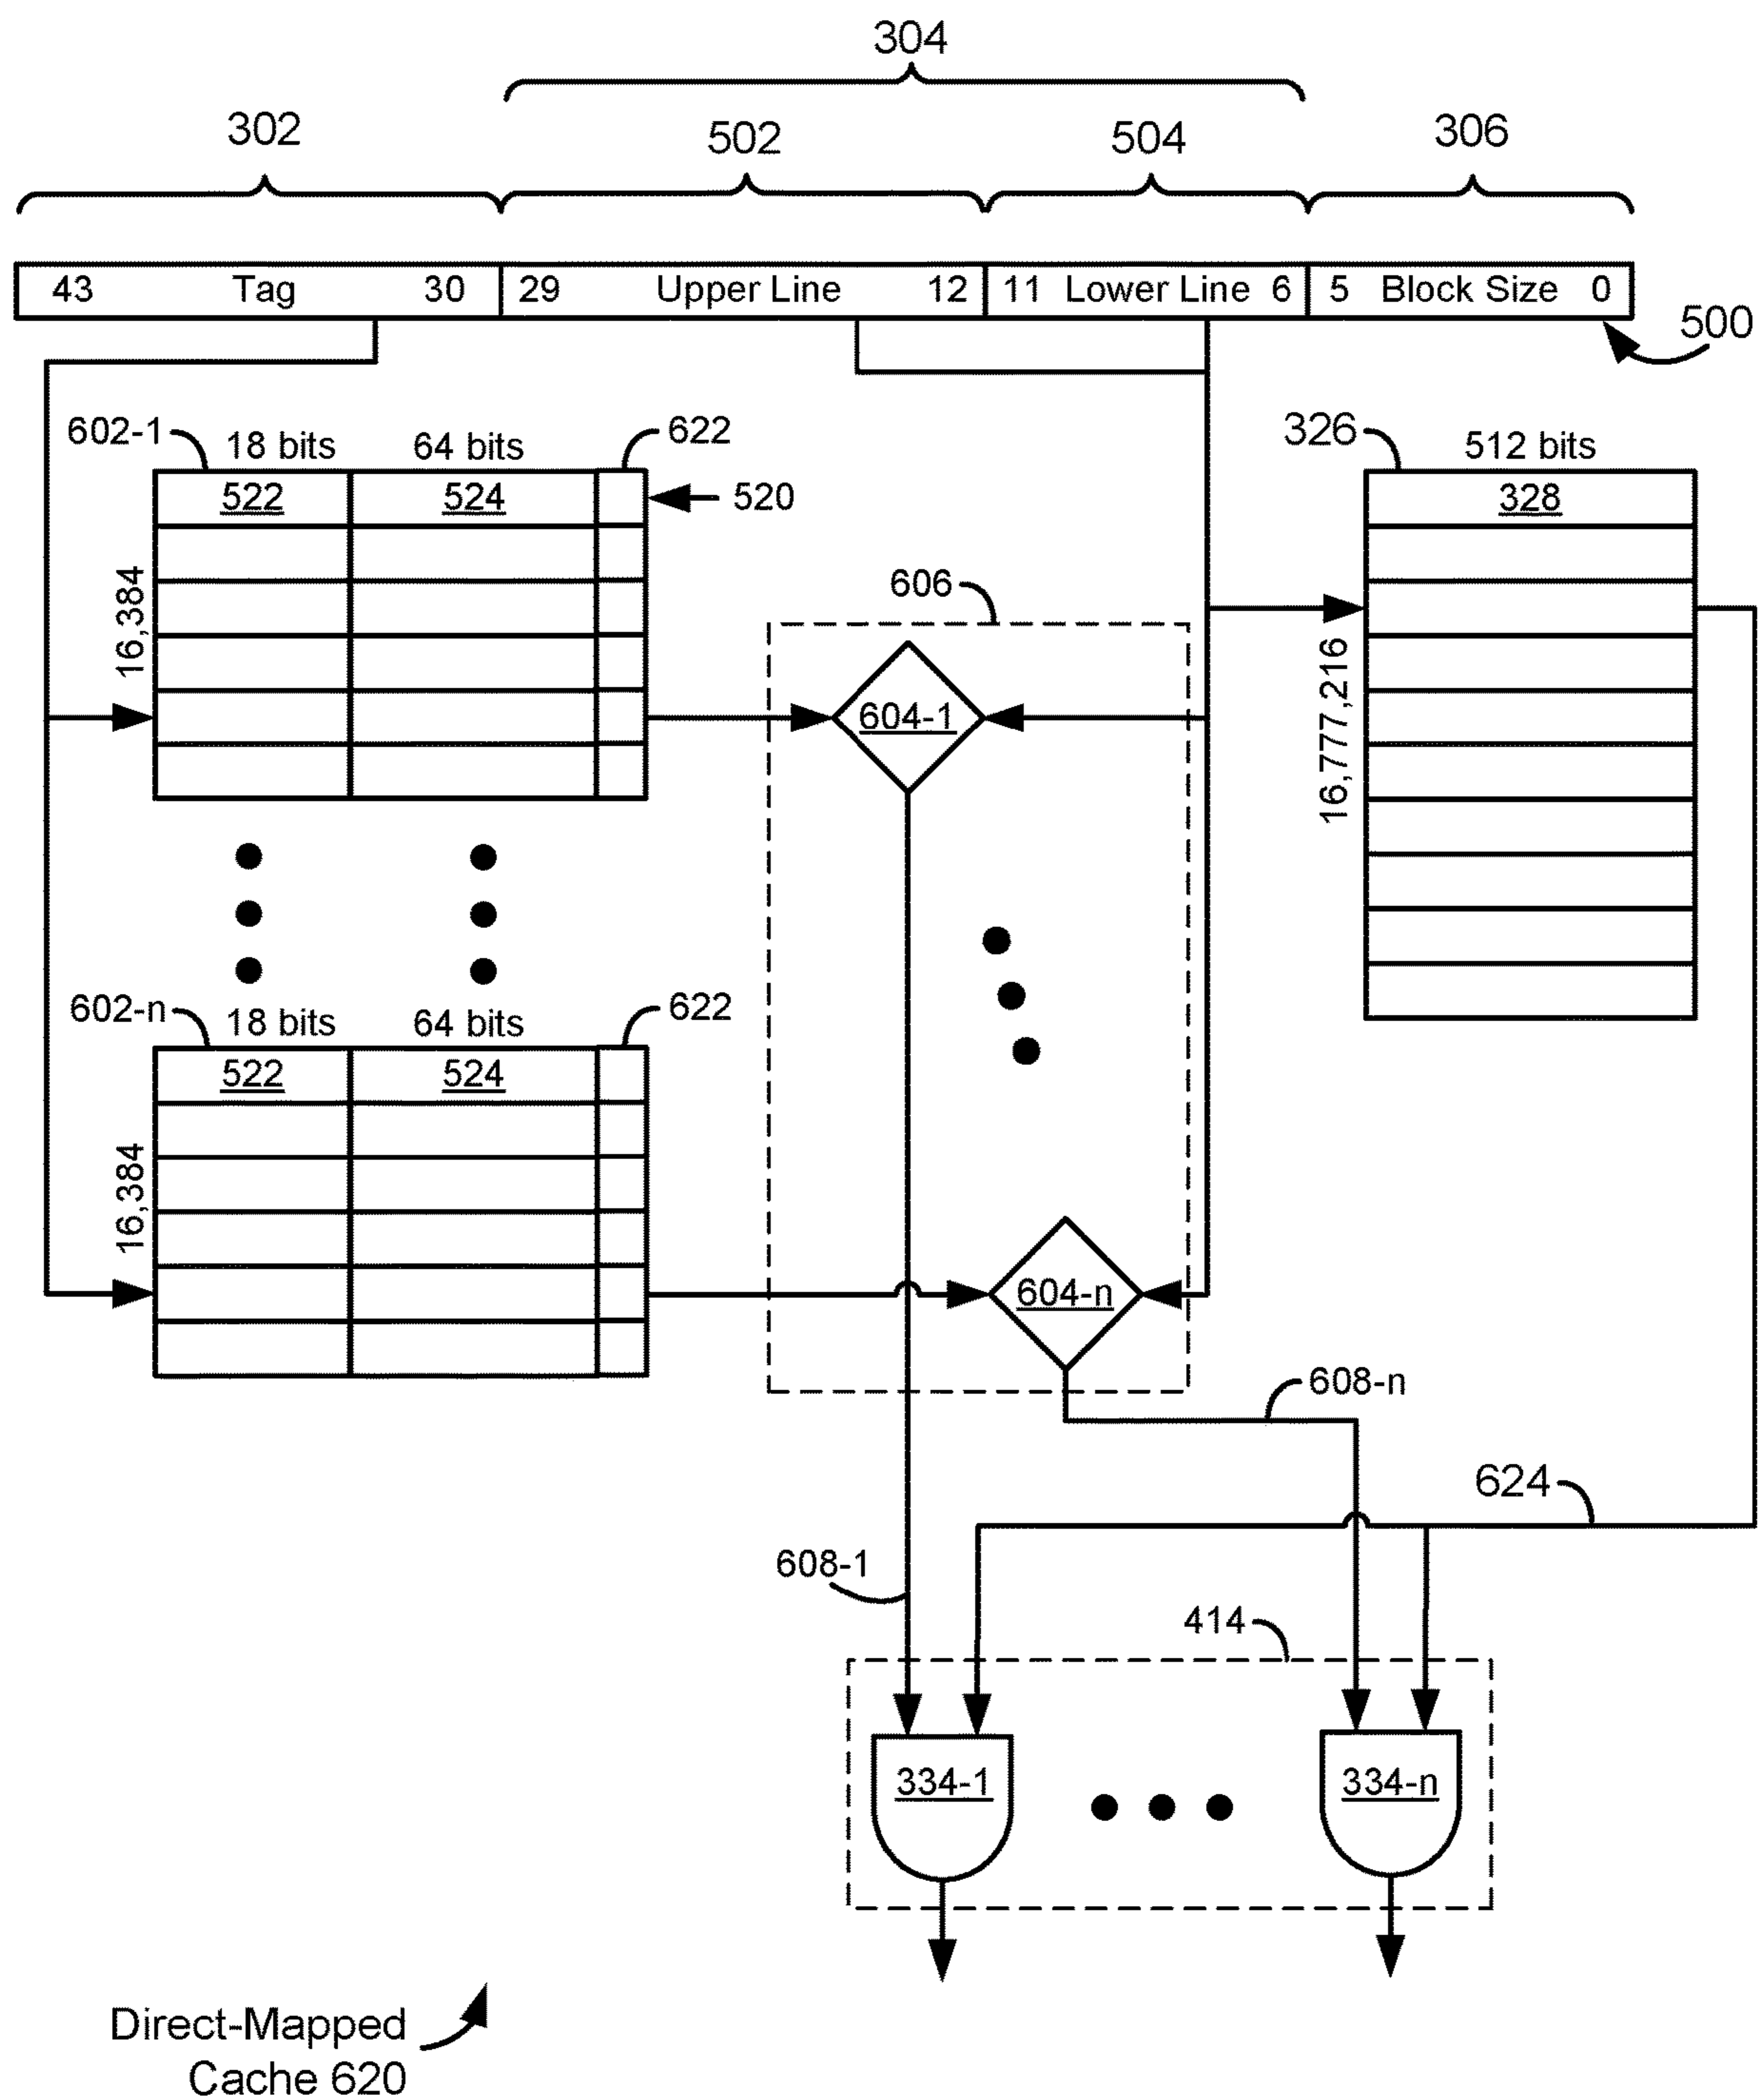 304
302
502
504
306
43 Tag 30 29 Upper Line 12 11 Lower Line 6 5 Block Size 0
500
602-1
18 bits
64 bits
622
326
512 bits
522
524
520
328
16,384
606
604-1
16,777,216
602-n
18 bits
64 bits
622
522
524
16,384
604-n
608-n
624
608-1
414
334-1
334-n
Direct-Mapped
Cache 620